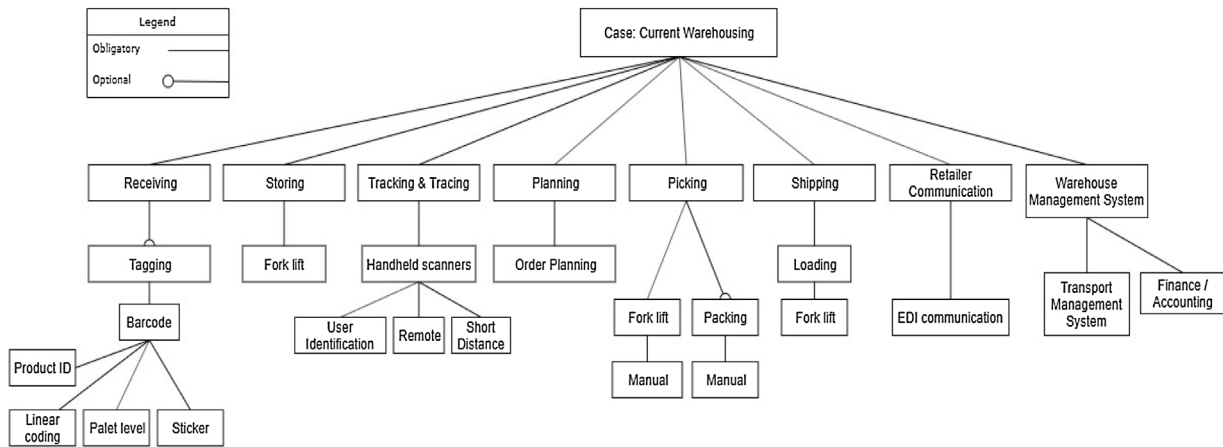 Legend
Obligatory
Optional
Case: Current Warehousing
Receiving
Storing
Tracking & Tracing
Planning
Picking
Shipping
Retailer
Communication
Warehouse
Management System
Tagging
Fork lift
Handheld scanners
Order Planning
Loading
Transport
Management
System
Finance /
Accounting
Barcode
User
Identification
Remote
Short
Distance
Fork lift
Packing
Fork lift
EDI communication
Product ID
Manual
Manual
Linear
coding
Palet level
Sticker